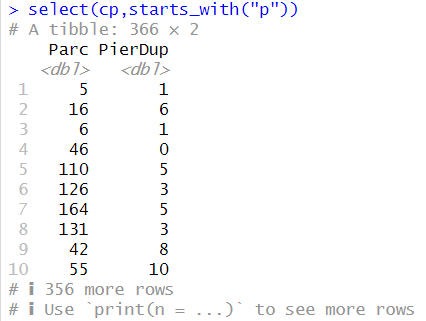 > select(cp,starts_with("p"))
# A tibble: 366 × 2
    Parc PierDup
   <dbl>   <dbl>
 1     5       1
 2    16       6
 3     6       1
 4    46       0
 5   110       5
 6   126       3
 7   164       5
 8   131       3
 9    42       8
10    55      10
# ℹ 356 more rows
# ℹ Use `print(n = ...)` to see more rows